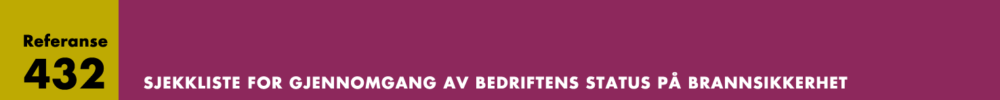 Referanse
432
SJEKKLISTE FOR GJENNOMGANG AV BEDRIFTENS STATUS PÅ BRANNSIKKERHET